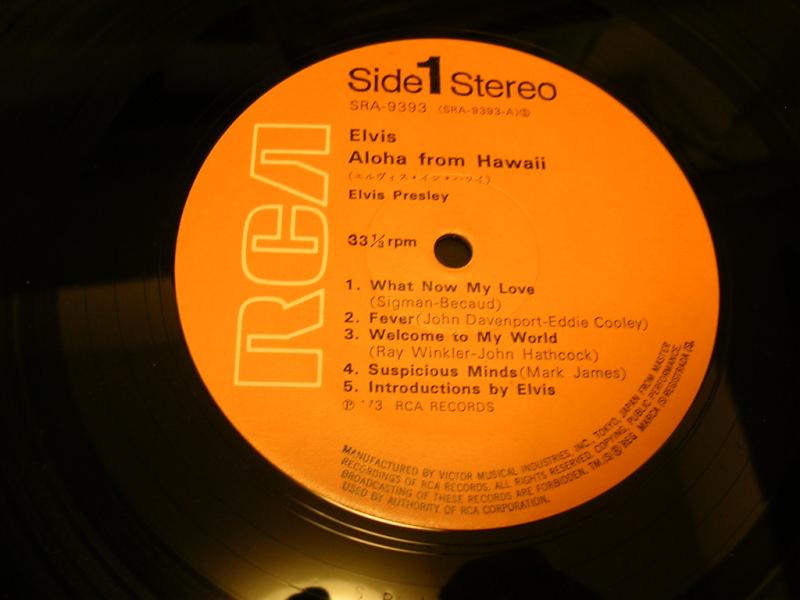 Side 1 Stereo
SRA-9393 (SRA-9393-A)Ⓢ
Elvis
Aloha from Hawaii
(エルヴィス・イン・ハワイ)
Elvis Presley
33⅓ rpm
RCA
1. What Now My Love
(Sigman-Becaud)
2. Fever (John Davenport-Eddie Cooley)
3. Welcome to My World
(Ray Winkler-John Hathcock)
4. Suspicious Minds (Mark James)
5. Introductions by Elvis
℗ '73 RCA RECORDS
MANUFACTURED BY VICTOR MUSICAL INDUSTRIES, INC., TOKYO, JAPAN FROM MASTER
RECORDINGS OF RCA RECORDS. ALL RIGHTS RESERVED, COPYING, PUBLIC PERFORMANCE,
BROADCASTING OF THESE RECORDS ARE FORBIDDEN. TM.(S)® REG MARCA (S) REGISTRADA (S).
USED BY AUTHORITY OF RCA CORPORATION.